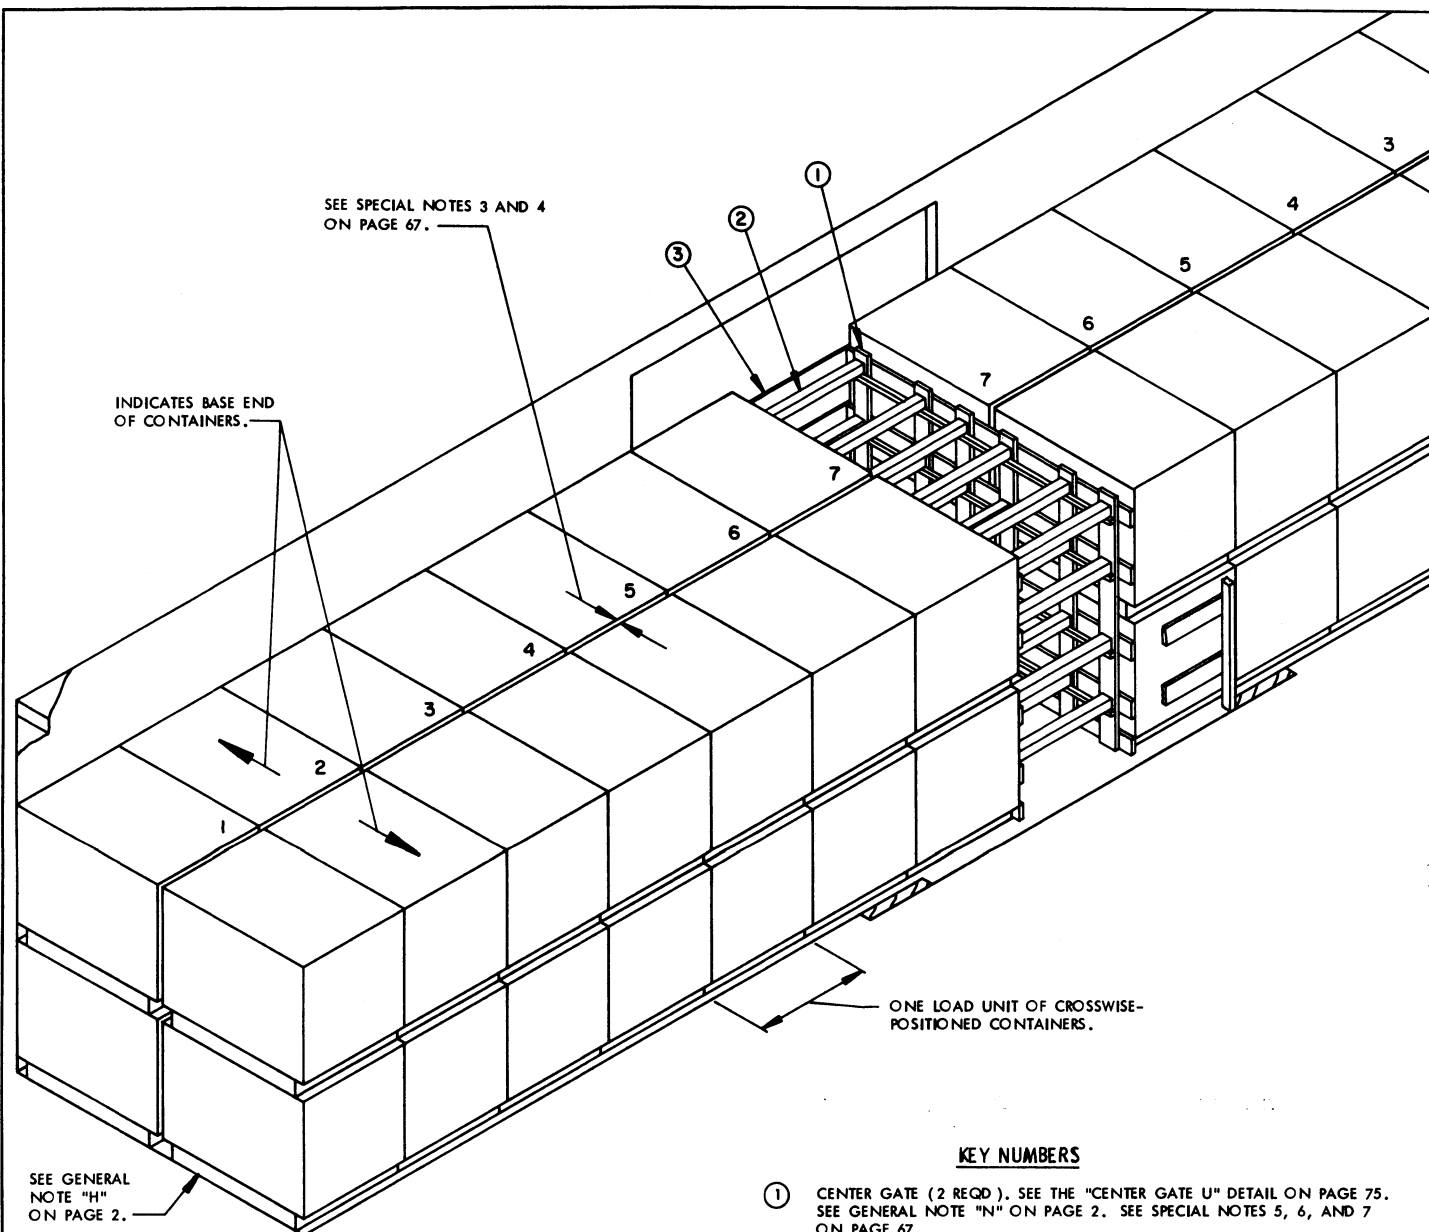 SEE SPECIAL NOTES 3 AND 4
ON PAGE 67.
INDICATES BASE END
OF CONTAINERS.
1
2
3
3
4
5
6
7
7
6
5
4
3
2
1
ONE LOAD UNIT OF CROSSWISE-
POSITIONED CONTAINERS.
SEE GENERAL
NOTE "H"
ON PAGE 2.
KEY NUMBERS
1 CENTER GATE (2 REQD). SEE THE "CENTER GATE U" DETAIL ON PAGE 75.
SEE GENERAL NOTE "N" ON PAGE 2. SEE SPECIAL NOTES 5, 6, AND 7
ON PAGE 67